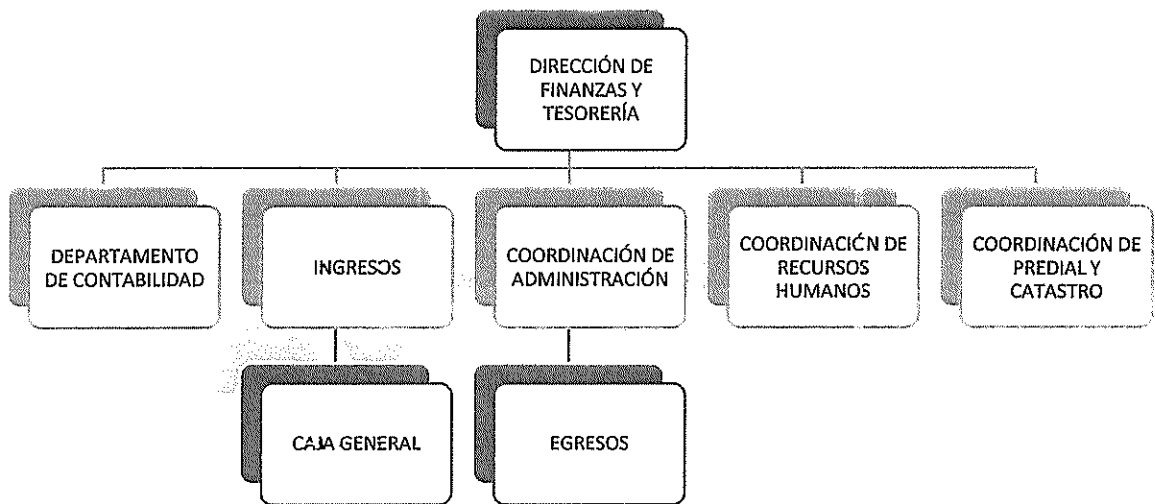 DIRECCIÓN DE
FINANZAS Y
TESORERÍA
DEPARTAMENTO
DE CONTABILIDAD
INGRESOS
COORDINACIÓN DE
ADMINISTRACIÓN
COORDINACIÓN DE
RECURSOS
HUMANOS
COORDINACIÓN DE
PREDIAL Y
CATASTRO
CAJA GENERAL
EGRESOS